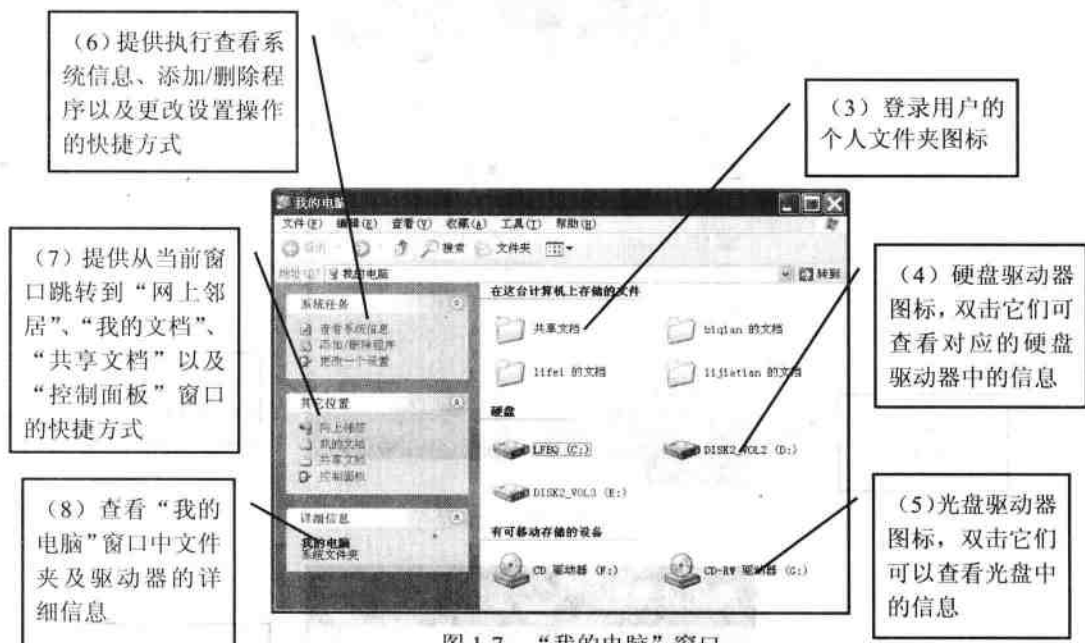 （6）提供执行查看系
统信息、添加/删除程
序以及更改设置操作
的快捷方式
（3）登录用户的
个人文件夹图标
（7）提供从当前窗
口跳转到“网上邻
居”、“我的文档”、
“共享文档”以及
“控制面板”窗口
的快捷方式
（4）硬盘驱动器
图标，双击它们可
查看对应的硬盘
驱动器中的信息
（8）查看“我的
电脑”窗口中文件
夹及驱动器的详
细信息
（5）光盘驱动器
图标，双击它们
可以查看光盘中
的信息
我的电脑
文件(F) 编辑(E) 查看(V) 收藏(A) 工具(T) 帮助(H)
搜索 文件夹
我的电脑 转到
系统任务
查看系统信息
添加/删除程序
更改一个设置
其它位置
网上邻居
我的文档
共享文档
控制面板
详细信息
我的电脑
系统文件夹
在这台计算机上存储的文件
共享文档 biqian 的文档
lifei 的文档 lijietian 的文档
硬盘
LFBQ (C:) DISK2_VOL2 (D:)
DISK2_VOL3 (E:)
有可移动存储的设备
CD 驱动器 (F:) CD-RW 驱动器 (G:)
图 1-7 “我的电脑”窗口